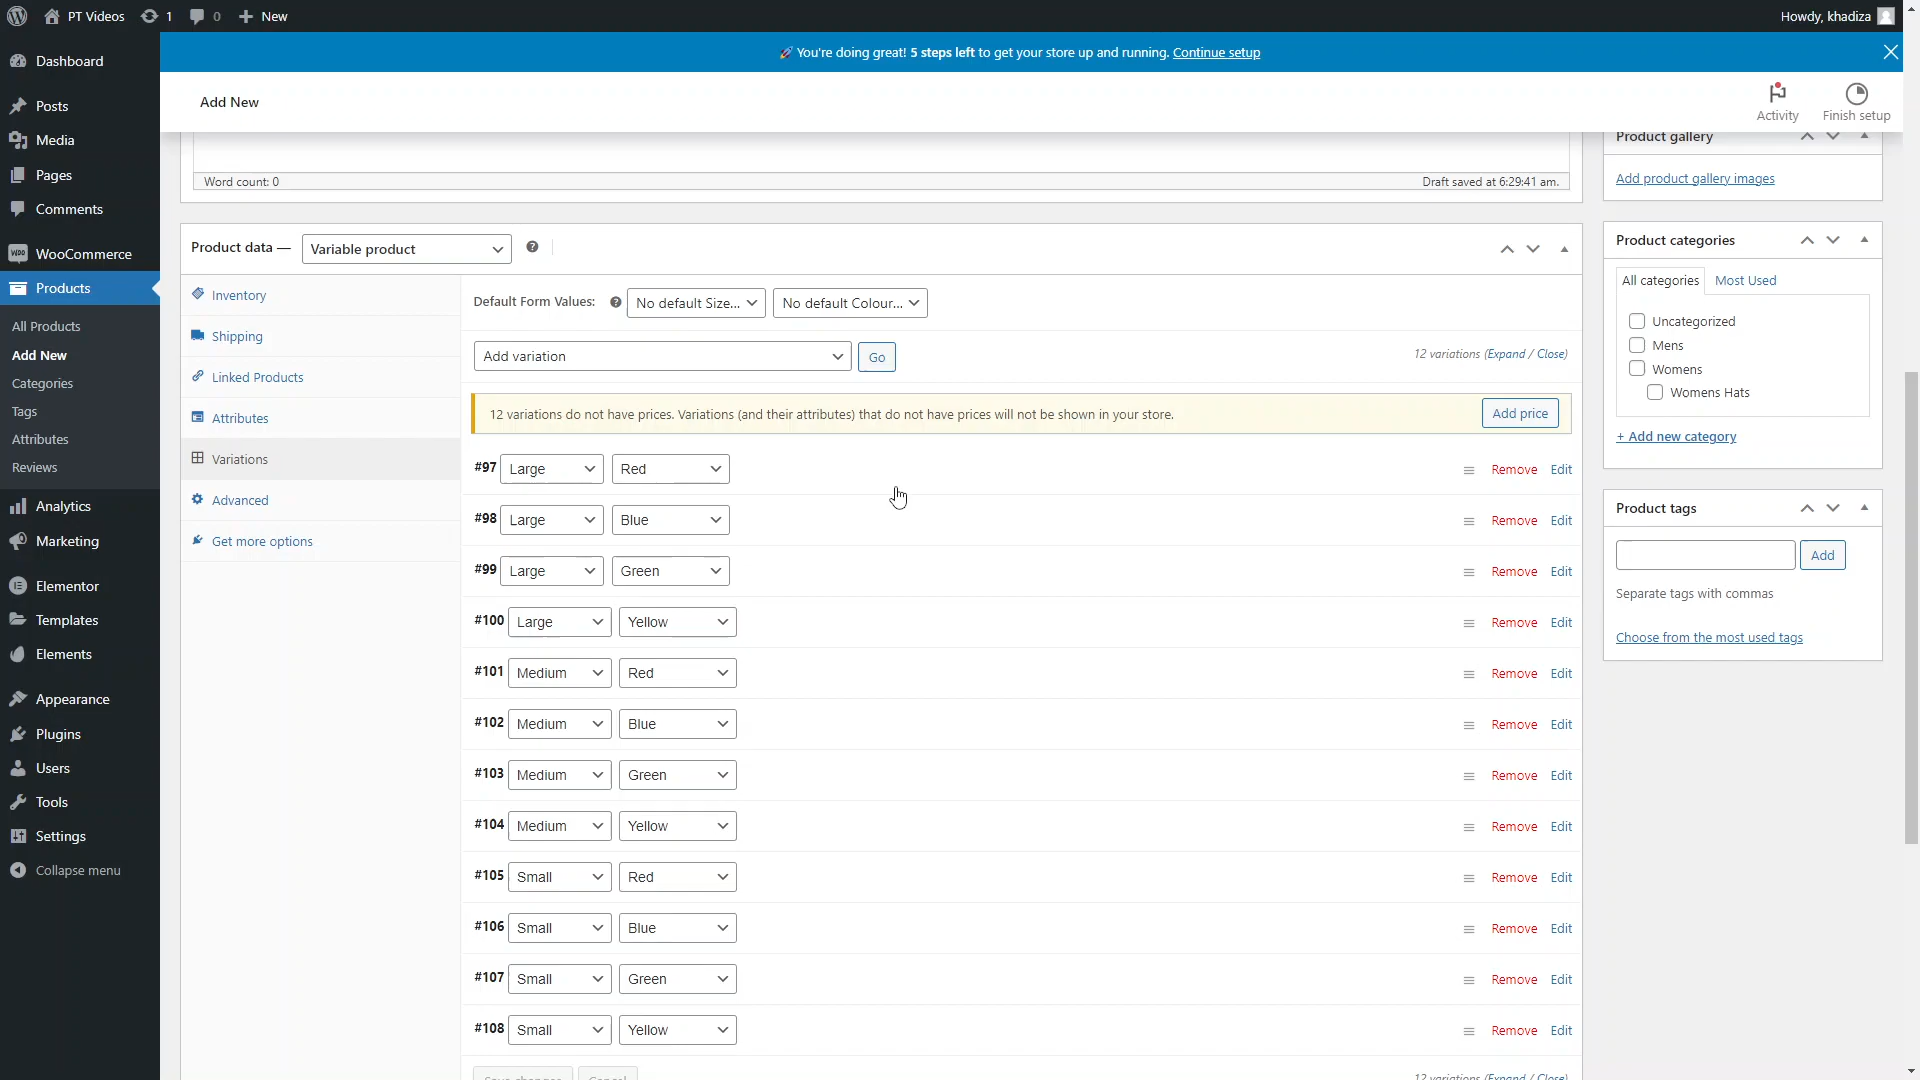 PT Videos 1 0 New Howdy, khadiza
🚀 You're doing great! 5 steps left to get your store up and running. Continue setup
Add New
Activity
Finish setup
Dashboard
Posts
Media
Pages
Comments
WooCommerce
Products
All Products
Add New
Categories
Tags
Attributes
Reviews
Analytics
Marketing
Elementor
Templates
Elements
Appearance
Plugins
Users
Tools
Settings
Collapse menu
Word count: 0 Draft saved at 6:29:41 am.
Product data — Variable product
Inventory
Shipping
Linked Products
Attributes
Variations
Advanced
Get more options
Default Form Values: No default Size... No default Colour...
Add variation Go 12 variations (Expand / Close)
12 variations do not have prices. Variations (and their attributes) that do not have prices will not be shown in your store. Add price
#97 Large Red Remove Edit
#98 Large Blue Remove Edit
#99 Large Green Remove Edit
#100 Large Yellow Remove Edit
#101 Medium Red Remove Edit
#102 Medium Blue Remove Edit
#103 Medium Green Remove Edit
#104 Medium Yellow Remove Edit
#105 Small Red Remove Edit
#106 Small Blue Remove Edit
#107 Small Green Remove Edit
#108 Small Yellow Remove Edit
Save changes Cancel 12 variations (Expand / Close)
Product gallery
Add product gallery images
Product categories
All categories Most Used
Uncategorized
Mens
Womens
Womens Hats
+ Add new category
Product tags
Add
Separate tags with commas
Choose from the most used tags